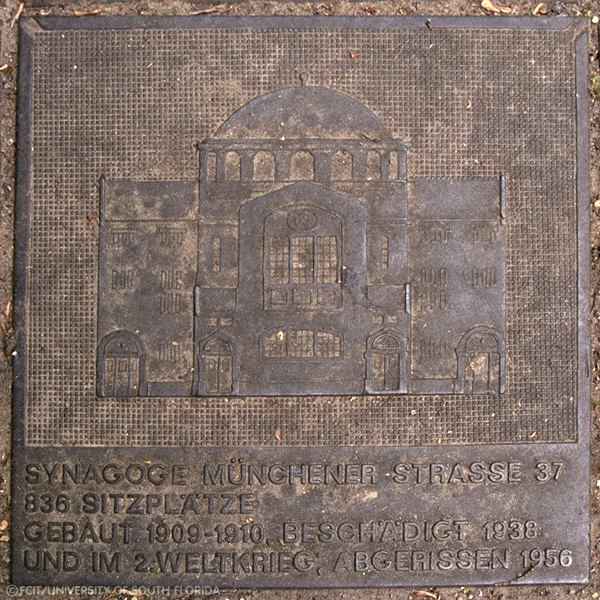 SYNAGOGE MÜNCHENER STRASSE 37
836 SITZPLÄTZE
GEBAUT 1909-1910, BESCHÄDIGT 1938
UND IM 2.WELTKRIEG, ABGERISSEN 1956
©FCIT/UNIVERSITY OF SOUTH FLORIDA